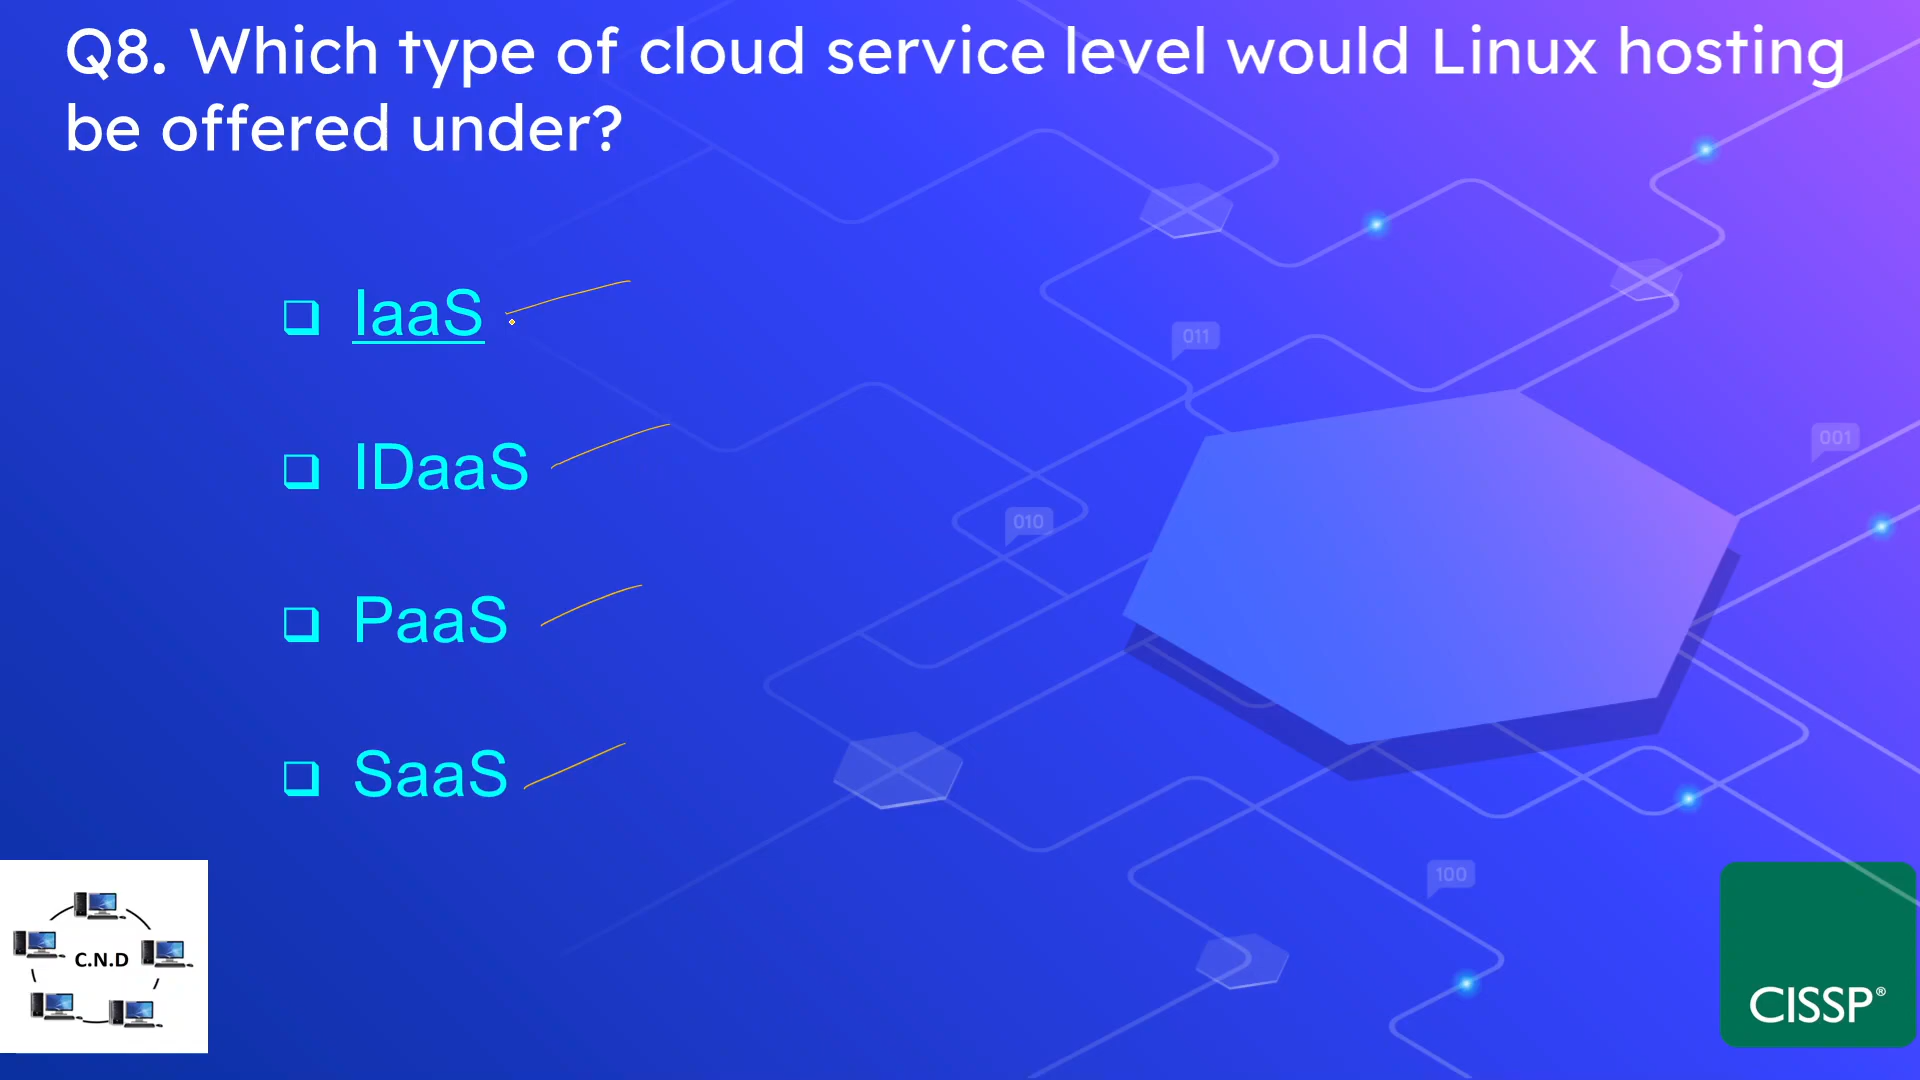 Q8. Which type of cloud service level would Linux hosting
be offered under?
IaaS
011
IDaaS
001
010
PaaS
SaaS
100
C.N.D
CISSP®